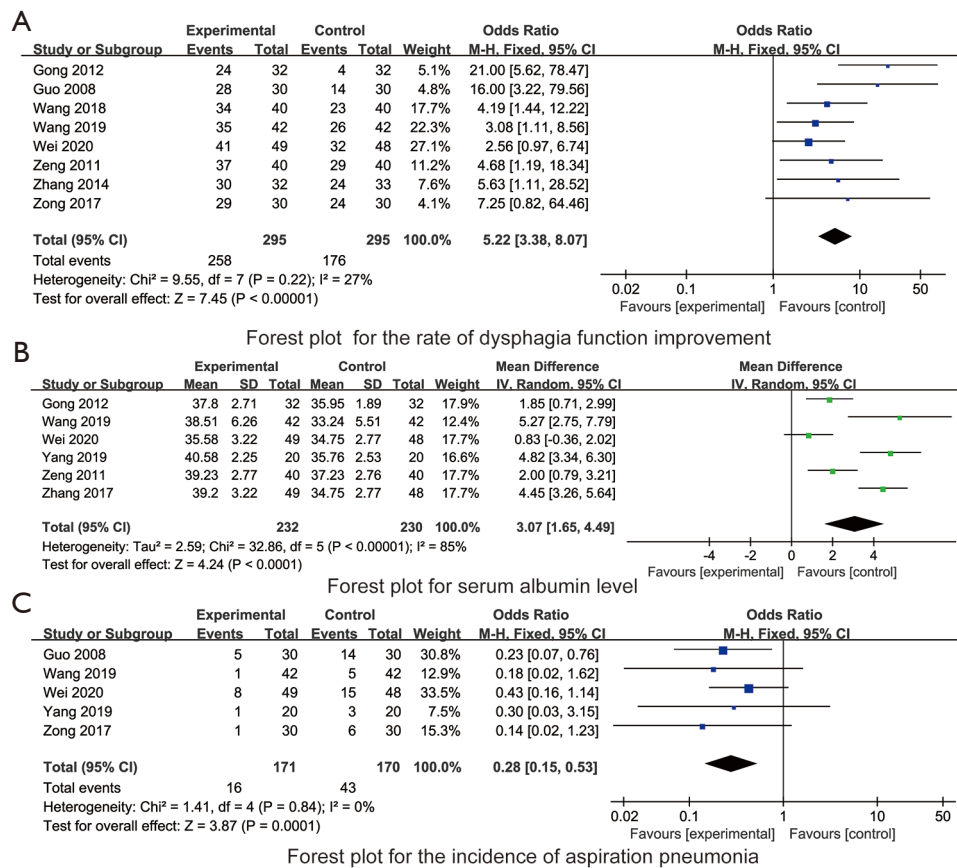 A
Experimental Control Odds Ratio Odds Ratio
Study or Subgroup Events Total Events Total Weight M-H, Fixed, 95% CI M-H, Fixed, 95% CI
Gong 2012 24 32 4 32 5.1% 21.00 [5.62, 78.47]
Guo 2008 28 30 14 30 4.8% 16.00 [3.22, 79.56]
Wang 2018 34 40 23 40 17.7% 4.19 [1.44, 12.22]
Wang 2019 35 42 26 42 22.3% 3.08 [1.11, 8.56]
Wei 2020 41 49 32 48 27.1% 2.56 [0.97, 6.74]
Zeng 2011 37 40 29 40 11.2% 4.68 [1.19, 18.34]
Zhang 2014 30 32 24 33 7.6% 5.63 [1.11, 28.52]
Zong 2017 29 30 24 30 4.1% 7.25 [0.82, 64.46]
Total (95% CI) 295 295 100.0% 5.22 [3.38, 8.07]
Total events 258 176
Heterogeneity: Chi² = 9.55, df = 7 (P = 0.22); I² = 27%
Test for overall effect: Z = 7.45 (P < 0.00001)
0.02 0.1 1 10 50
Favours [experimental] Favours [control]
Forest plot for the rate of dysphagia function improvement
B
Experimental Control Mean Difference Mean Difference
Study or Subgroup Mean SD Total Mean SD Total Weight IV, Random, 95% CI IV, Random, 95% CI
Gong 2012 37.8 2.71 32 35.95 1.89 32 17.9% 1.85 [0.71, 2.99]
Wang 2019 38.51 6.26 42 33.24 5.51 42 12.4% 5.27 [2.75, 7.79]
Wei 2020 35.58 3.22 49 34.75 2.77 48 17.7% 0.83 [-0.36, 2.02]
Yang 2019 40.58 2.25 20 35.76 2.53 20 16.6% 4.82 [3.34, 6.30]
Zeng 2011 39.23 2.77 40 37.23 2.76 40 17.7% 2.00 [0.79, 3.21]
Zhang 2017 39.2 3.22 49 34.75 2.77 48 17.7% 4.45 [3.26, 5.64]
Total (95% CI) 232 230 100.0% 3.07 [1.65, 4.49]
Heterogeneity: Tau² = 2.59; Chi² = 32.86, df = 5 (P < 0.00001); I² = 85%
Test for overall effect: Z = 4.24 (P < 0.0001)
-4 -2 0 2 4
Favours [experimental] Favours [control]
Forest plot for serum albumin level
C
Experimental Control Odds Ratio Odds Ratio
Study or Subgroup Events Total Events Total Weight M-H, Fixed, 95% CI M-H, Fixed, 95% CI
Guo 2008 5 30 14 30 30.8% 0.23 [0.07, 0.76]
Wang 2019 1 42 5 42 12.9% 0.18 [0.02, 1.62]
Wei 2020 8 49 15 48 33.5% 0.43 [0.16, 1.14]
Yang 2019 1 20 3 20 7.5% 0.30 [0.03, 3.15]
Zong 2017 1 30 6 30 15.3% 0.14 [0.02, 1.23]
Total (95% CI) 171 170 100.0% 0.28 [0.15, 0.53]
Total events 16 43
Heterogeneity: Chi² = 1.41, df = 4 (P = 0.84); I² = 0%
Test for overall effect: Z = 3.87 (P = 0.0001)
0.02 0.1 1 10 50
Favours [experimental] Favours [control]
Forest plot for the incidence of aspiration pneumonia